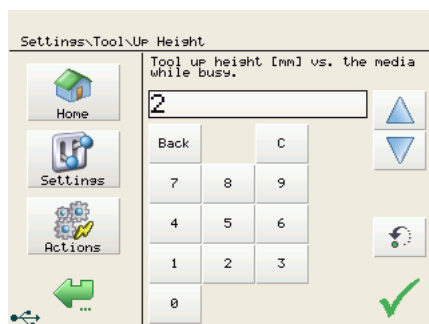 Settings\Tool\Up Height
Tool up height [mm] vs. the media
while busy.
2
Home
Back
C
Settings
7
8
9
Actions
4
5
6
1
2
3
...
0